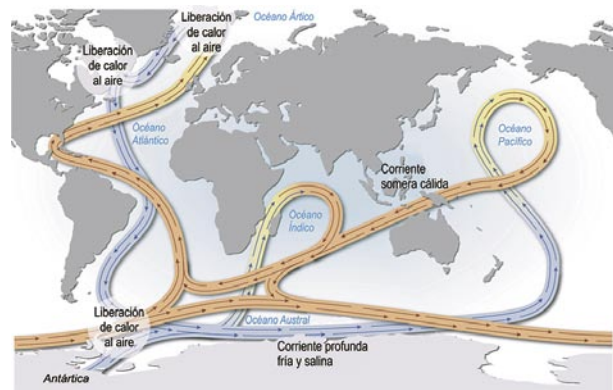 Liberación
de calor
al aire
Océano Ártico
Liberación
de calor
al aire
Océano
Atlántico
Océano
Pacífico
Corriente
somera cálida
Océano
Índico
Liberación
de calor
al aire
Océano Austral
Corriente profunda
fría y salina
Antártica